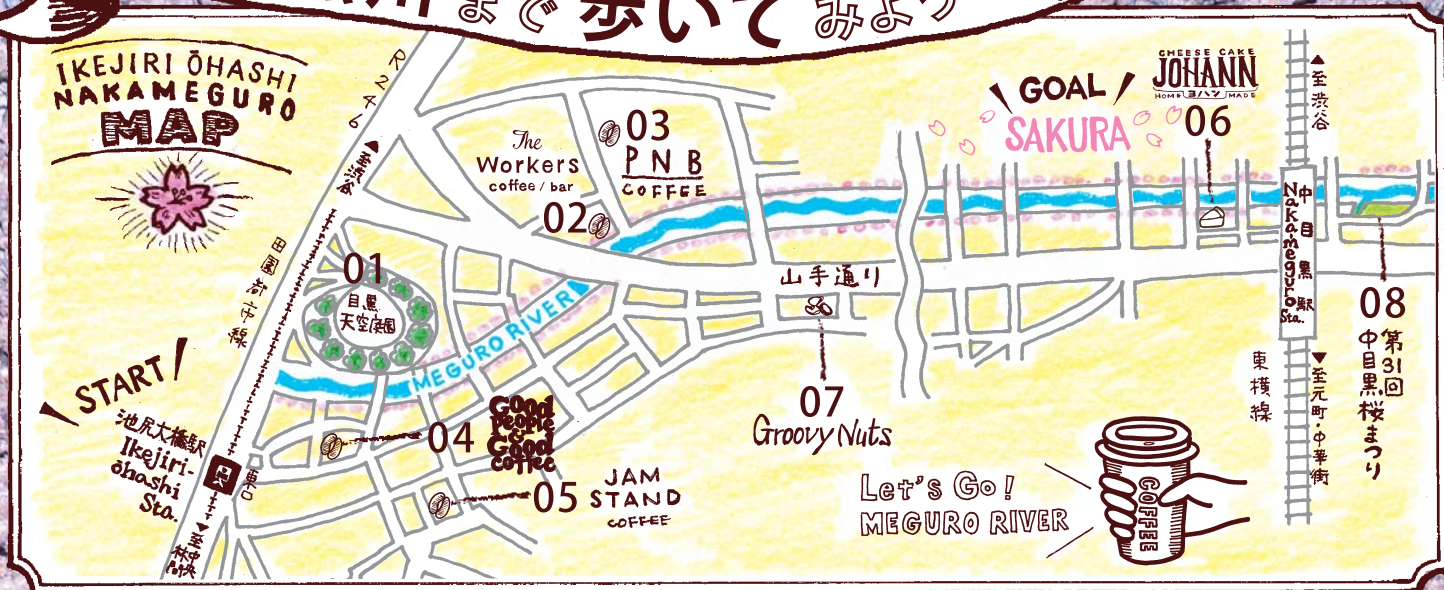 まで歩いてみよう
IKEJIRI ŌHASHI
NAKAMEGURO
MAP
R246
▲至渋谷
田園都市線
START
池尻大橋駅
Ikejiri-
ōhashi
Sta.
東口
▼至中央林間
01
目黒
天空庭園
The
Workers
coffee / bar
02
03
PNB
COFFEE
MEGURO RIVER
04
Good
People
&
Good
coffee
05
JAM
STAND
COFFEE
山手通り
07
Groovy Nuts
GOAL
SAKURA
CHEESE CAKE
JOHANN
HOME ヨハン MADE
06
▲至渋谷
中目黒駅
Nakameguro Sta.
東横線
▼至元町・中華街
08
第31回
中目黒桜まつり
Let's Go!
MEGURO RIVER
COFFEE